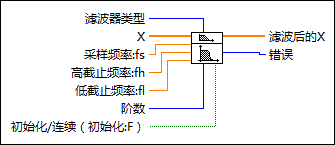 滤波器类型
X
滤波后的X
采样频率:fs
错误
高截止频率:fh
低截止频率:fl
阶数
初始化/连续（初始化:F）